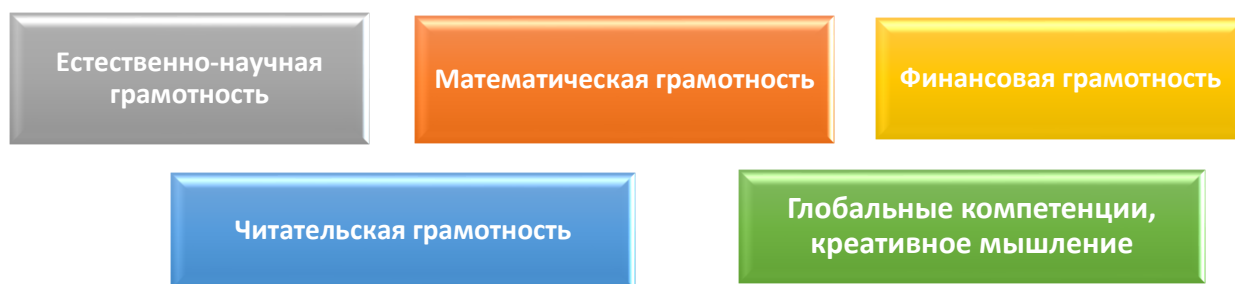 Естественно-научная
грамотность
Математическая грамотность
Финансовая грамотность
Читательская грамотность
Глобальные компетенции,
креативное мышление